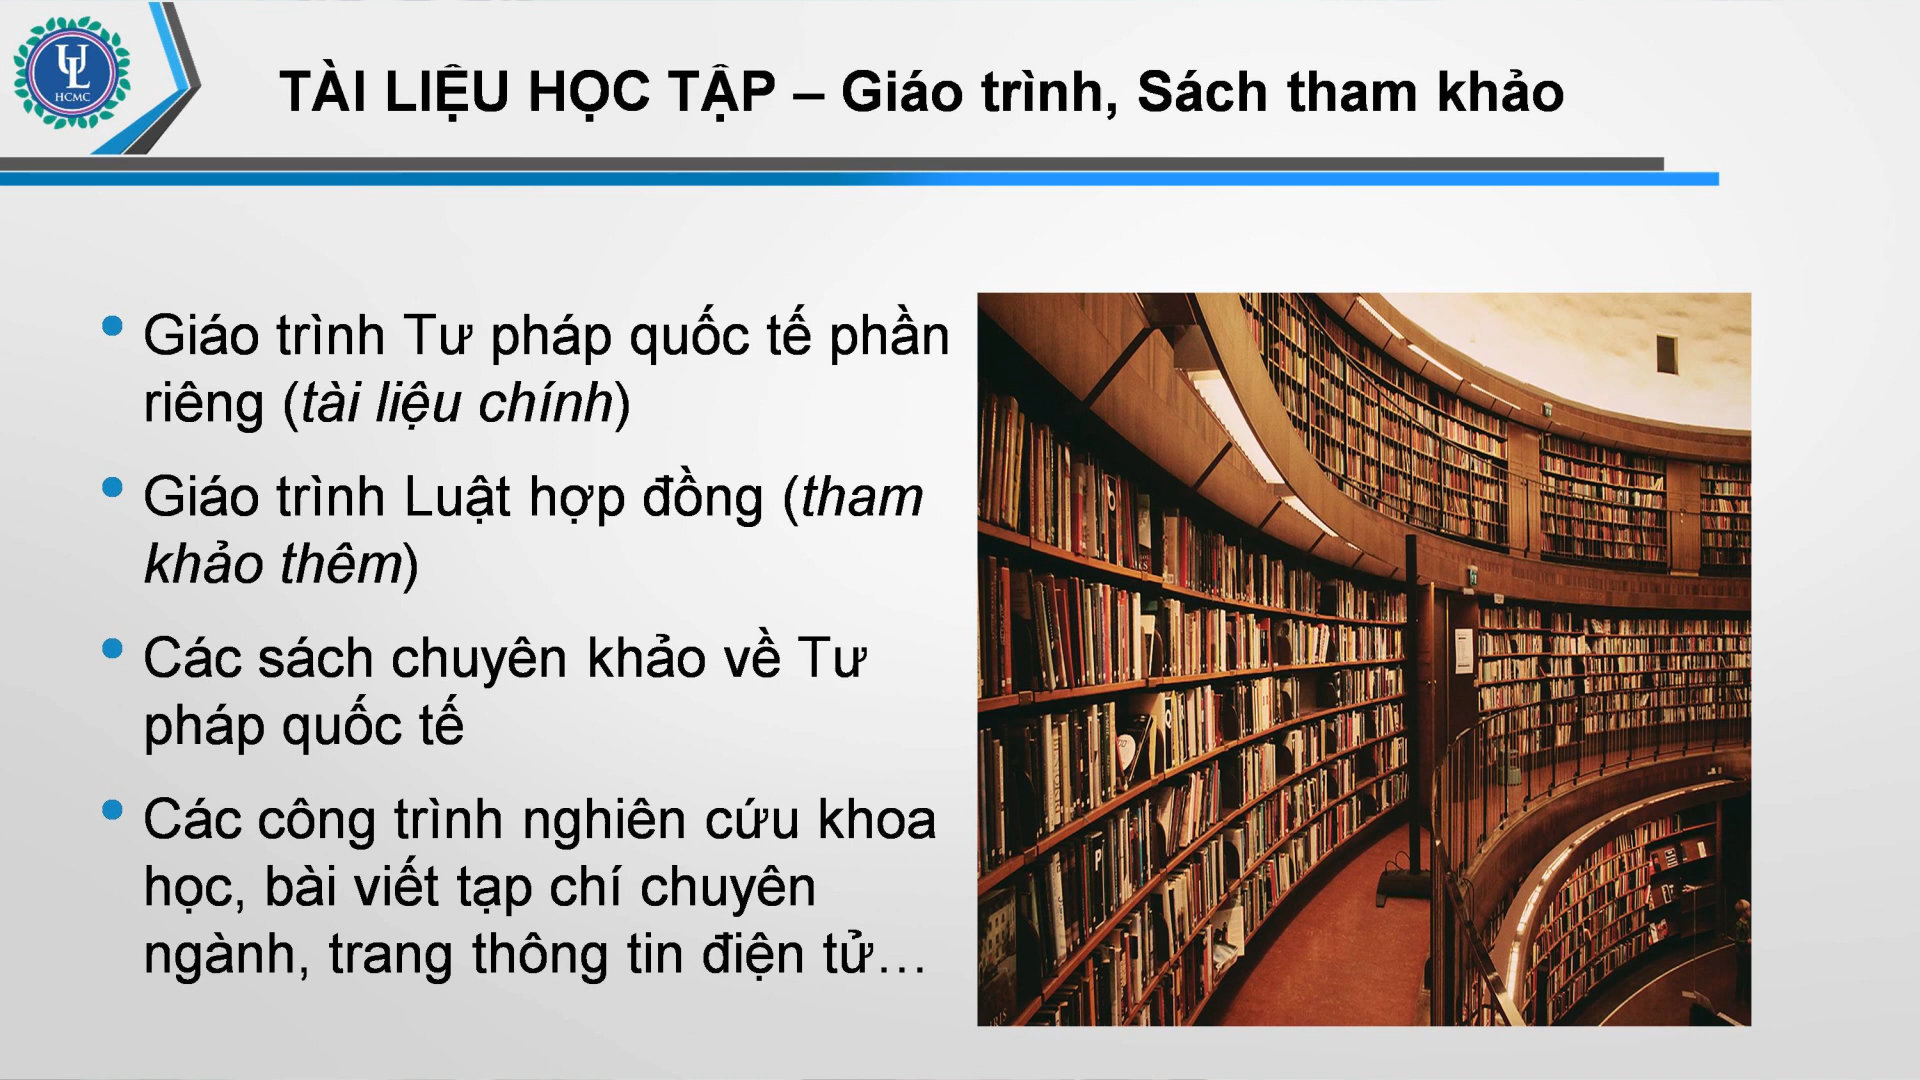 UL
HCMC
TÀI LIỆU HỌC TẬP – Giáo trình, Sách tham khảo
• Giáo trình Tư pháp quốc tế phần
riêng (tài liệu chính)
• Giáo trình Luật hợp đồng (tham
khảo thêm)
• Các sách chuyên khảo về Tư
pháp quốc tế
• Các công trình nghiên cứu khoa
học, bài viết tạp chí chuyên
ngành, trang thông tin điện tử…